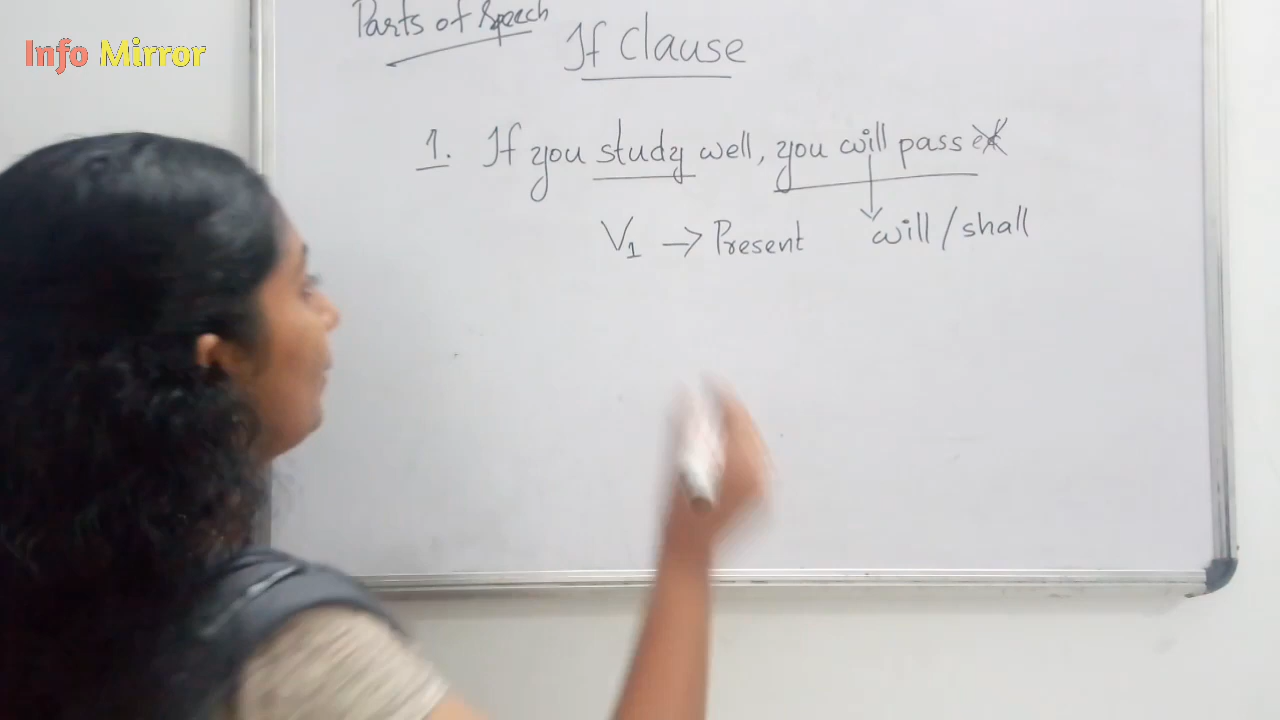 Info Mirror
Parts of Speech
If Clause
1. If you study well, you will pass
V1 → Present will/shall